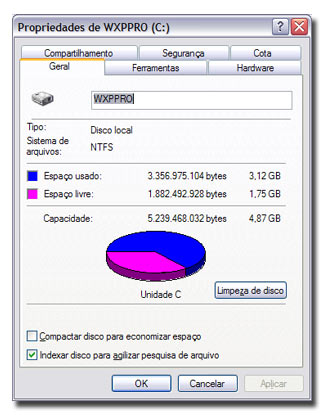 Propriedades de WXPPRO (C:)
Compartilhamento Segurança Cota
Geral Ferramentas Hardware
WXPPRO
Tipo: Disco local
Sistema de arquivos: NTFS
Espaço usado: 3.356.975.104 bytes 3,12 GB
Espaço livre: 1.882.492.928 bytes 1,75 GB
Capacidade: 5.239.468.032 bytes 4,87 GB
Unidade C
Limpeza de disco
Compactar disco para economizar espaço
Indexar disco para agilizar pesquisa de arquivo
OK Cancelar Aplicar